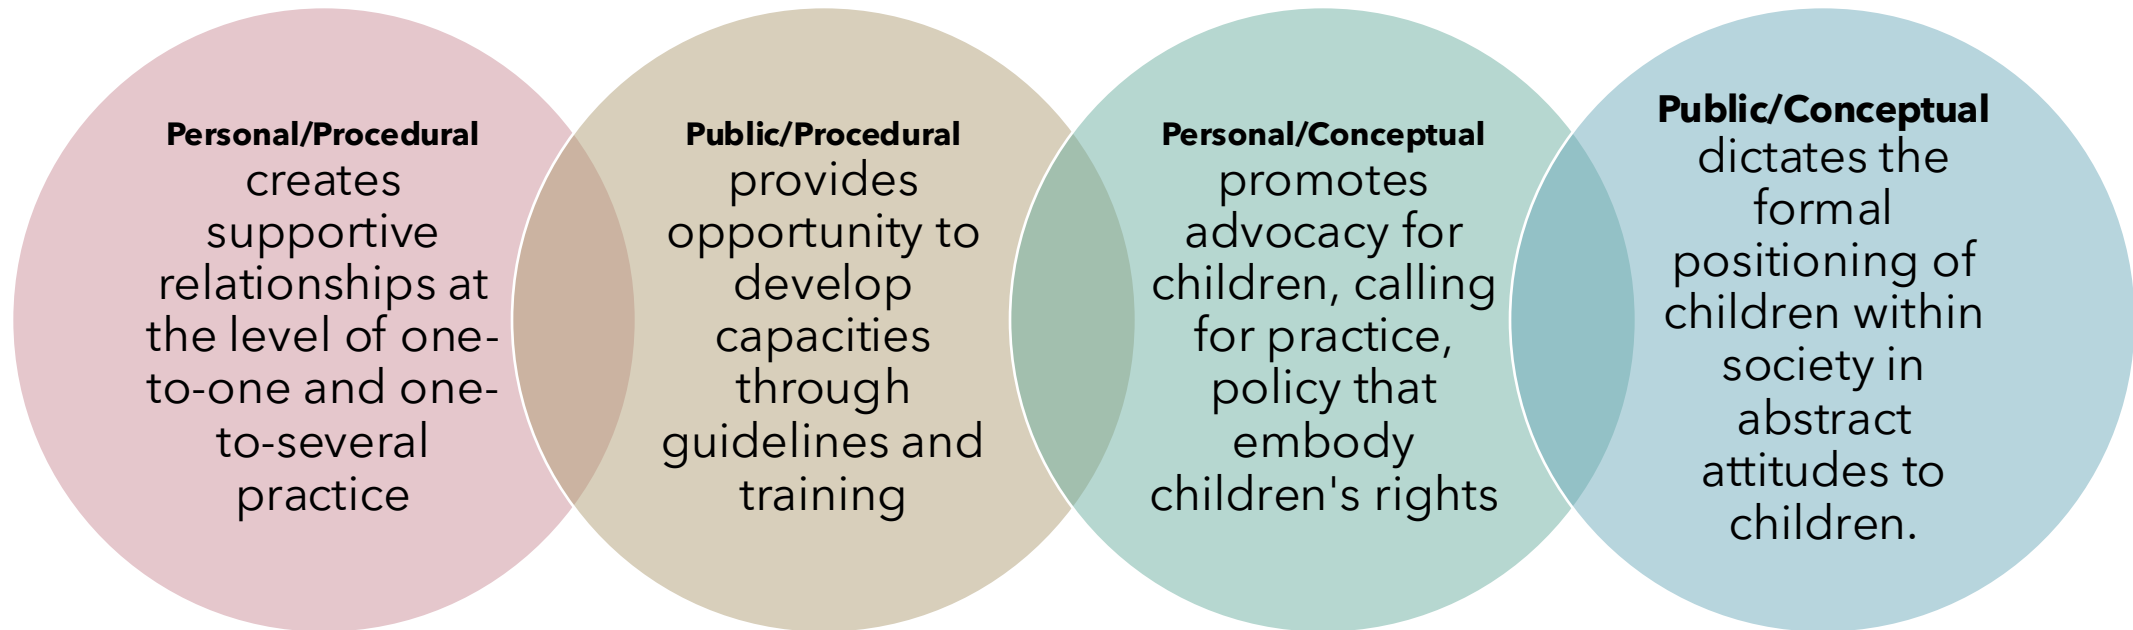 Personal/Procedural
creates
supportive
relationships at
the level of one-
to-one and one-
to-several
practice
Public/Procedural
provides
opportunity to
develop
capacities
through
guidelines and
training
Personal/Conceptual
promotes
advocacy for
children, calling
for practice,
policy that
embody
children's rights
Public/Conceptual
dictates the
formal
positioning of
children within
society in
abstract
attitudes to
children.